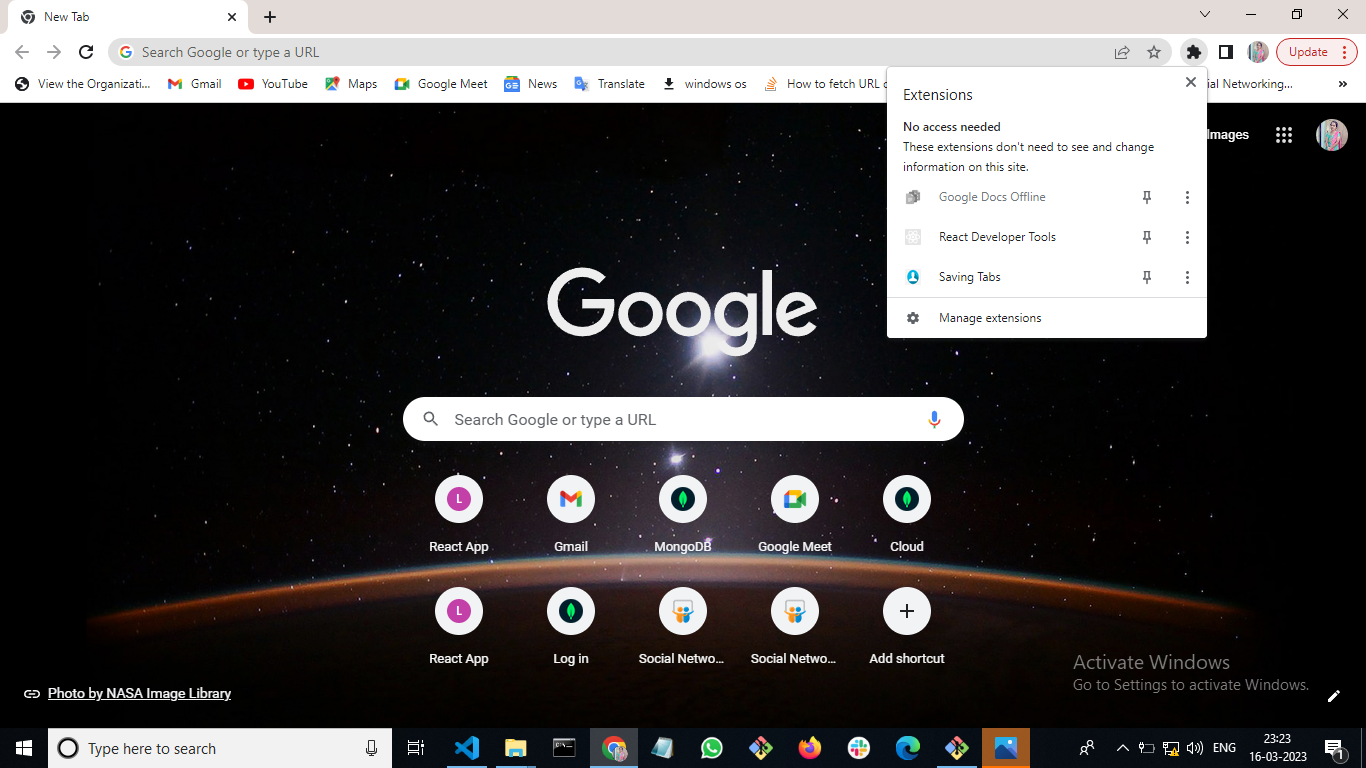 New Tab
Search Google or type a URL
Update
View the Organizati...
Gmail
YouTube
Maps
Google Meet
News
Translate
windows os
How to fetch URL
ial Networking...
»
Extensions
No access needed
These extensions don't need to see and change
information on this site.
Google Docs Offline
React Developer Tools
Saving Tabs
Manage extensions
Images
Google
Search Google or type a URL
L
React App
Gmail
MongoDB
Google Meet
Cloud
L
React App
Log in
Social Netwo...
Social Netwo...
Add shortcut
Activate Windows
Go to Settings to activate Windows.
Photo by NASA Image Library
Type here to search
ENG
23:23
16-03-2023
1